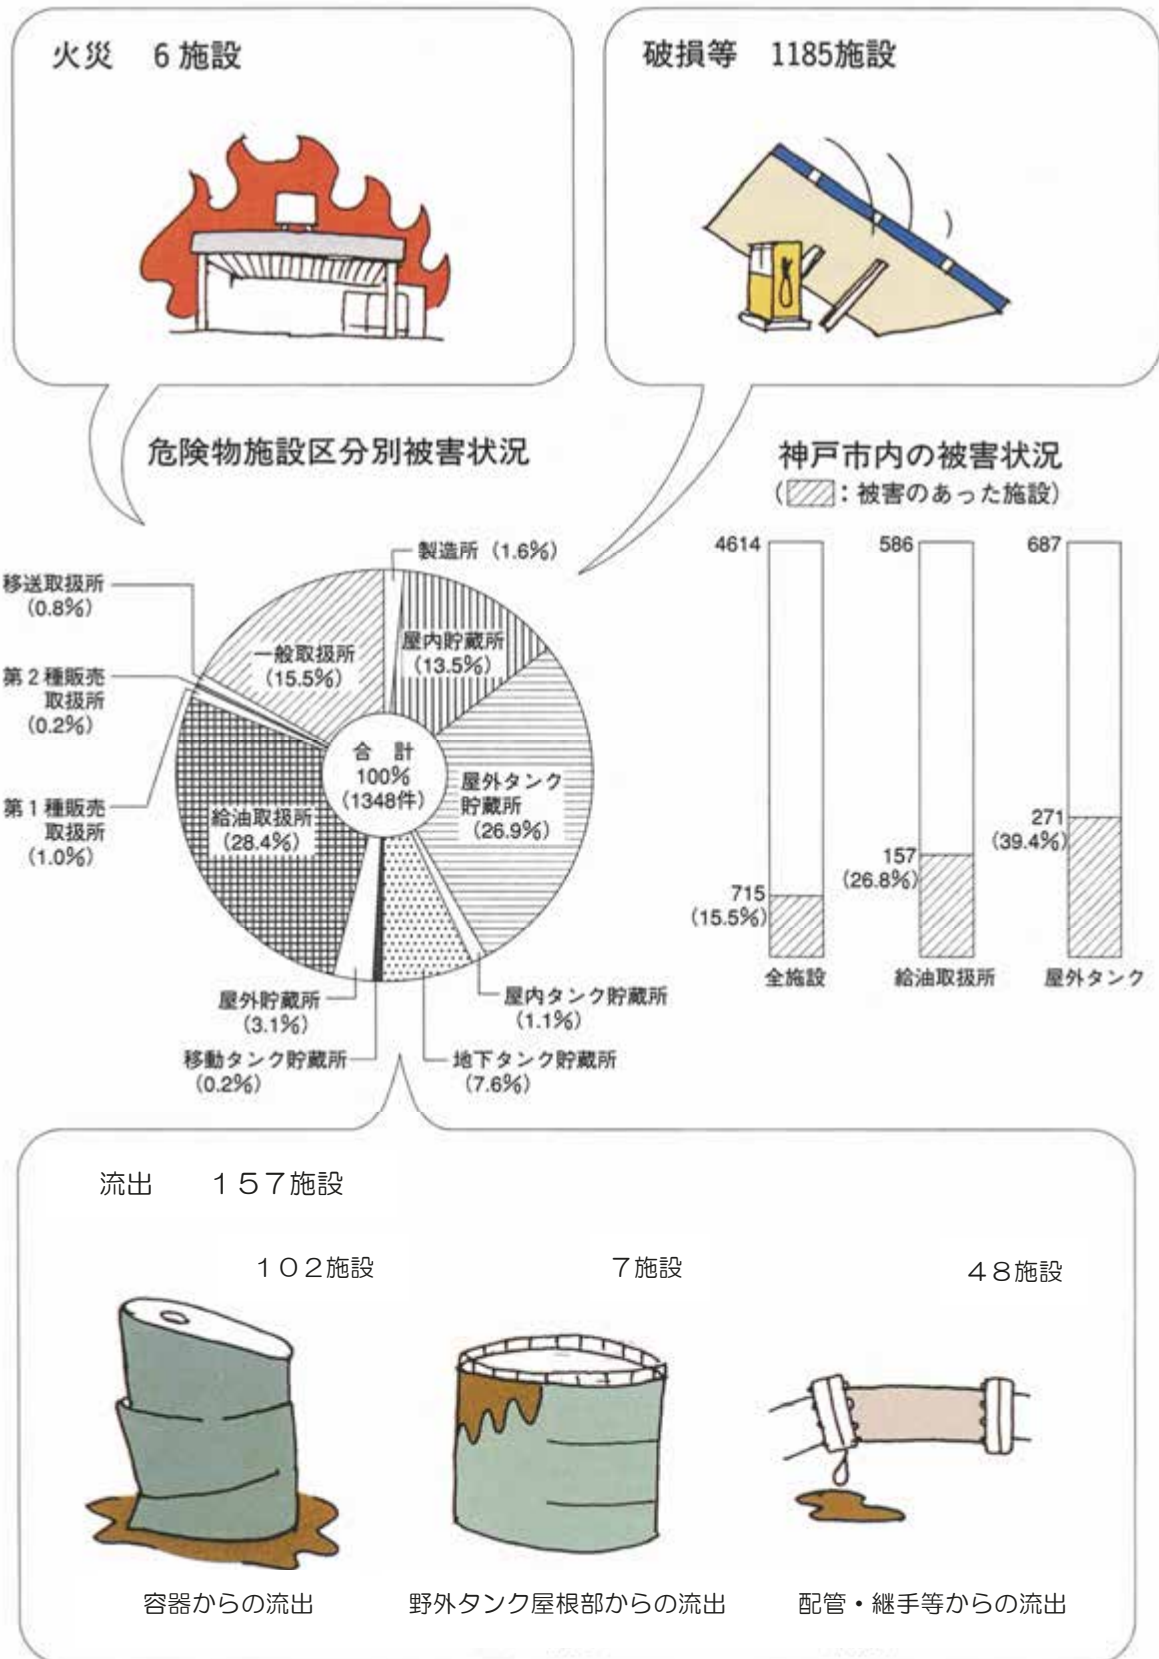 火災 6施設
破損等 1185施設
危険物施設区分別被害状況
製造所(1.6%)
屋内貯蔵所
(13.5%)
屋外タンク
貯蔵所
(26.9%)
屋内タンク貯蔵所
(1.1%)
地下タンク貯蔵所
(7.6%)
移動タンク貯蔵所
(0.2%)
屋外貯蔵所
(3.1%)
給油取扱所
(28.4%)
第1種販売
取扱所
(1.0%)
第2種販売
取扱所
(0.2%)
移送取扱所
(0.8%)
一般取扱所
(15.5%)
合 計
100%
(1348件)
神戸市内の被害状況
(:被害のあった施設)
4614
715
(15.5%)
全施設
586
157
(26.8%)
給油取扱所
687
271
(39.4%)
屋外タンク
流出 157施設
102施設
7施設
48施設
容器からの流出
野外タンク屋根部からの流出
配管・継手等からの流出